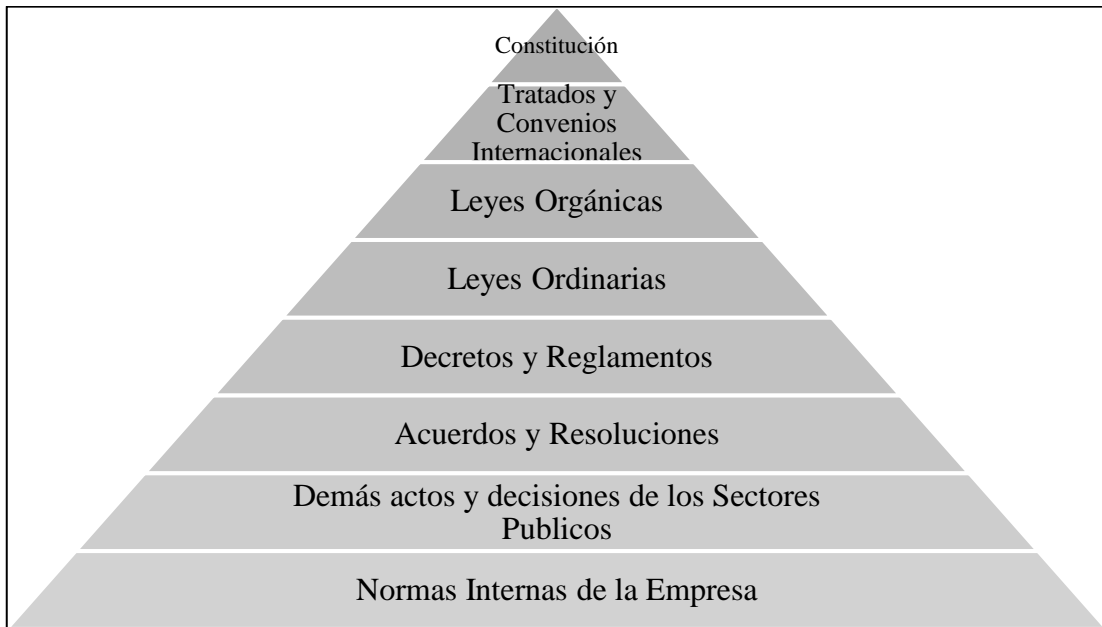 Constitución
Tratados y
Convenios
Internacionales
Leyes Orgánicas
Leyes Ordinarias
Decretos y Reglamentos
Acuerdos y Resoluciones
Demás actos y decisiones de los Sectores
Publicos
Normas Internas de la Empresa